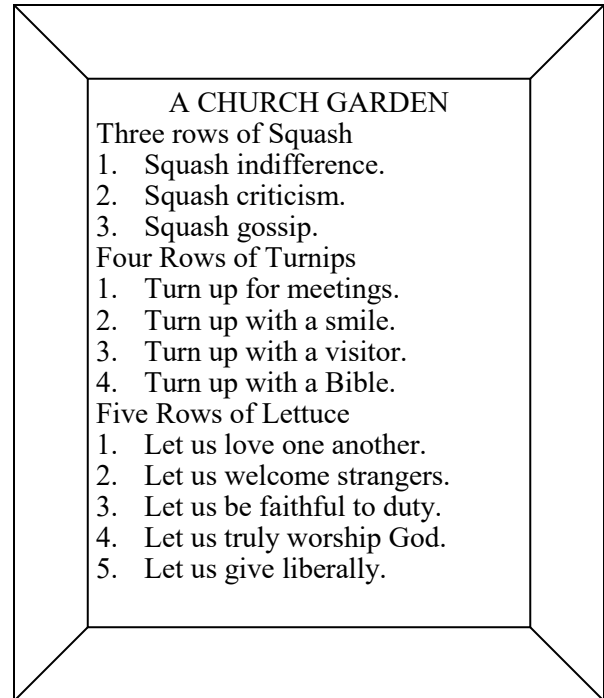 A CHURCH GARDEN
Three rows of Squash
1. Squash indifference.
2. Squash criticism.
3. Squash gossip.
Four Rows of Turnips
1. Turn up for meetings.
2. Turn up with a smile.
3. Turn up with a visitor.
4. Turn up with a Bible.
Five Rows of Lettuce
1. Let us love one another.
2. Let us welcome strangers.
3. Let us be faithful to duty.
4. Let us truly worship God.
5. Let us give liberally.